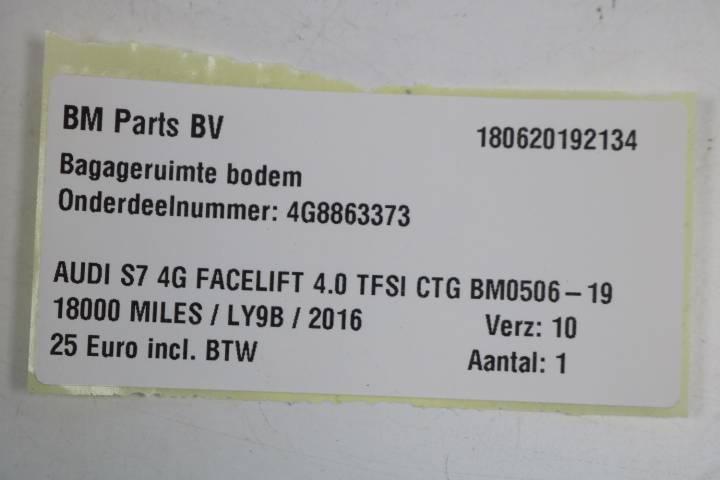 BM Parts BV 180620192134
Bagageruimte bodem
Onderdeelnummer: 4G8863373
AUDI S7 4G FACELIFT 4.0 TFSI CTG BM0506-19
18000 MILES / LY9B / 2016 Verz: 10
25 Euro incl. BTW Aantal: 1